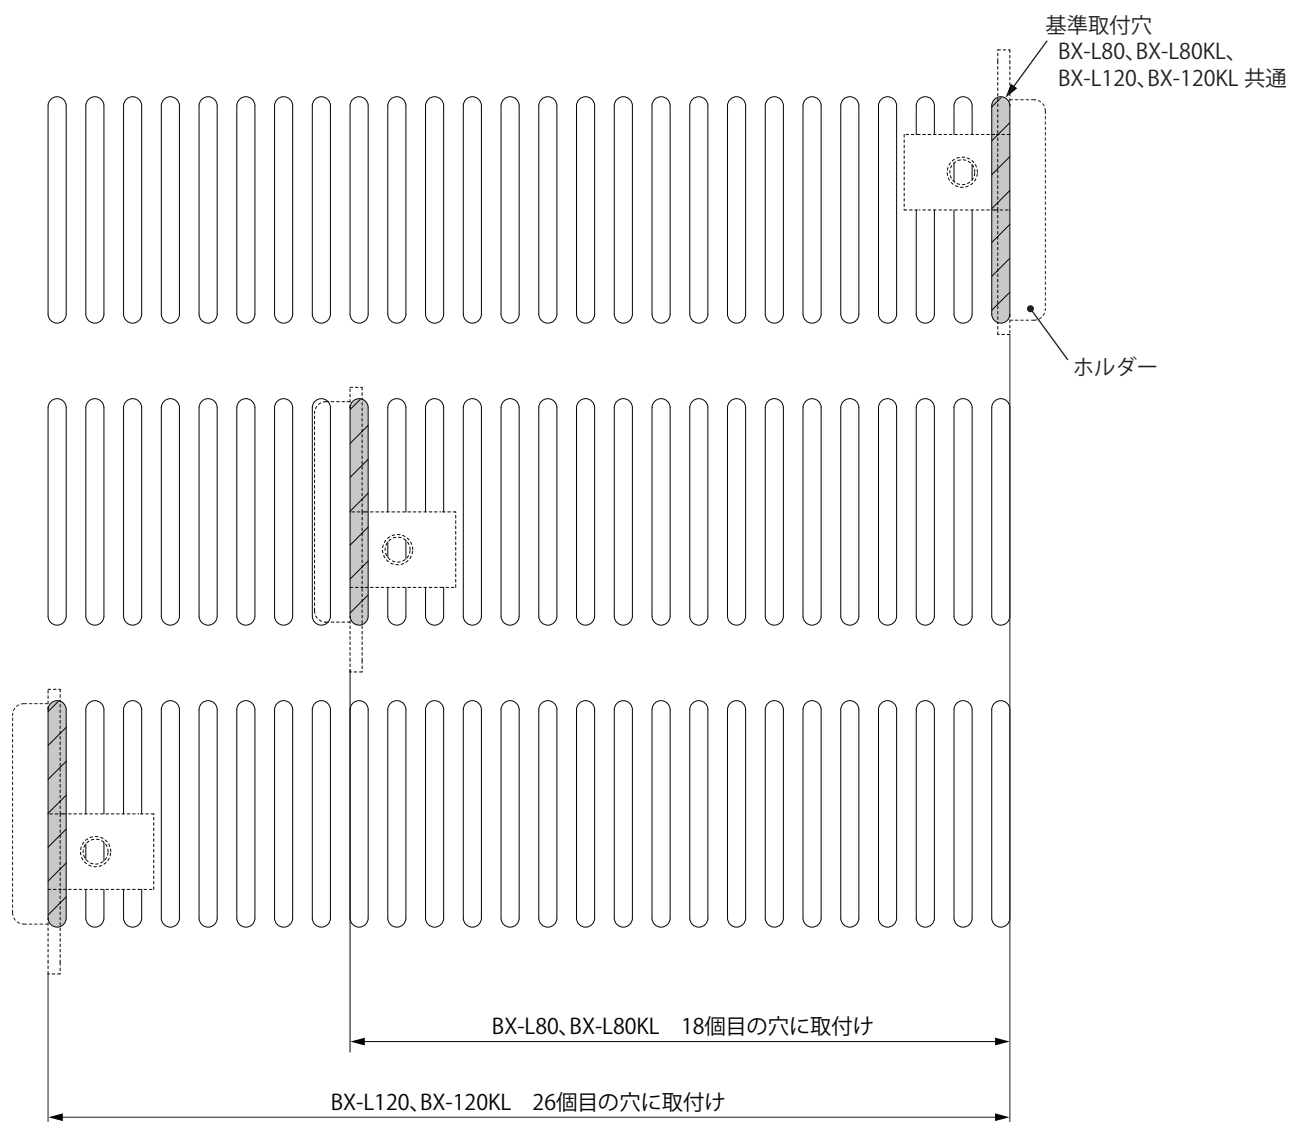 基準取付穴
BX-L80、BX-L80KL、
BX-L120、BX-120KL 共通
ホルダー
BX-L80、BX-L80KL　18個目の穴に取付け
BX-L120、BX-120KL　26個目の穴に取付け